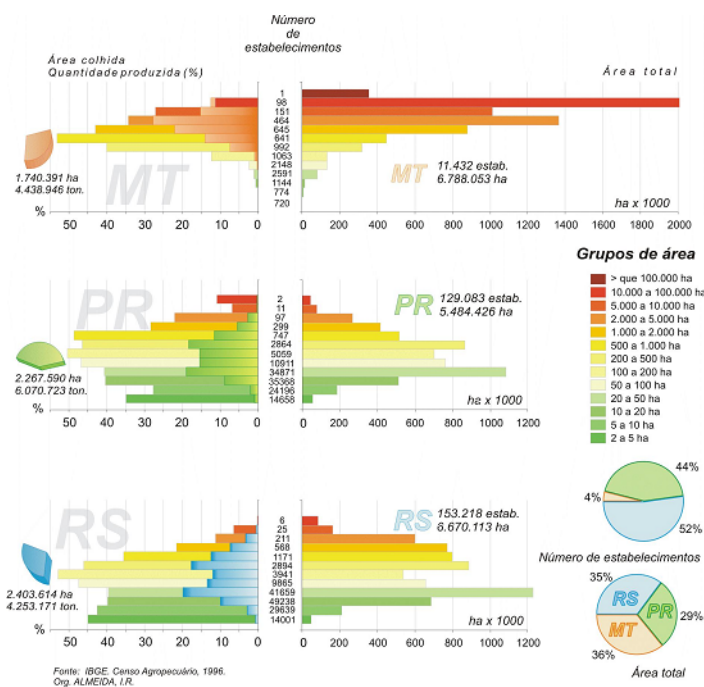 Número
de
estabelecimentos
Área colhida
Quantidade produzida (%)
Área total
1
98
151
464
645
641
992
1063
2148
2591
1144
774
720
MT
1.740.391 ha
4.438.946 ton.
MT
11.432 estab.
6.788.053 ha
ha x 1000
%
50 40 30 20 10 0
0 200 400 600 800 1000 1200 1400 1600 1800 2000
Grupos de área
> que 100.000 ha
10.000 a 100.000 ha
5.000 a 10.000 ha
2.000 a 5.000 ha
1.000 a 2.000 ha
500 a 1.000 ha
200 a 500 ha
100 a 200 ha
50 a 100 ha
20 a 50 ha
10 a 20 ha
5 a 10 ha
2 a 5 ha
PR
2
11
97
299
747
2864
5059
10911
34871
35368
24196
14658
PR
129.083 estab.
5.484.426 ha
2.267.590 ha
6.070.723 ton.
ha x 1000
%
50 40 30 20 10 0
0 200 400 600 800 1000 1200
44%
4%
52%
Número de estabelecimentos
RS
6
25
211
568
1171
2894
3941
9865
41659
49238
29639
14001
RS
153.218 estab.
6.670.113 ha
2.403.614 ha
4.253.171 ton.
ha x 1000
%
50 40 30 20 10 0
0 200 400 600 800 1000 1200
35%
RS
PR
29%
MT
36%
Área total
Fonte: IBGE. Censo Agropecuário, 1996.
Org. ALMEIDA, I.R.